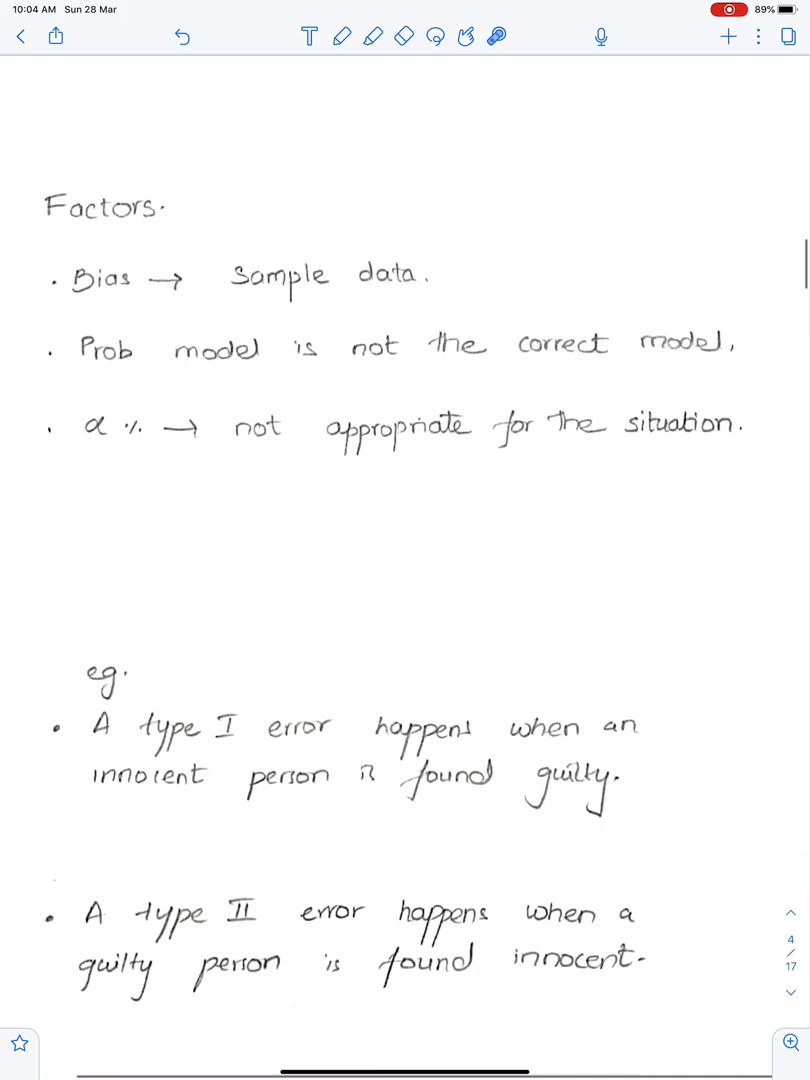 10:04 AM Sun 28 Mar
89%
Factors.
. Bias → Sample data.
. Prob model is not the correct model,
. α % → not appropriate for the situation.
eg.
• A type I error happens when an
innocent person is found guilty.
• A type II error happens when a
guilty person is found innocent.
4
/
17